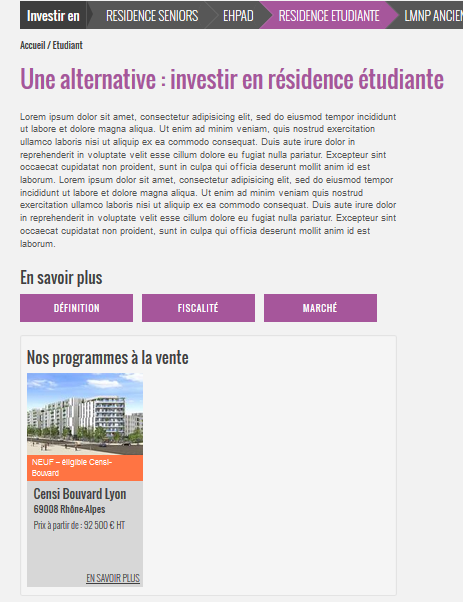 Investir en RESIDENCE SENIORS EHPAD RESIDENCE ETUDIANTE LMNP ANCIEN
Accueil / Etudiant
Une alternative : investir en résidence étudiante
Lorem ipsum dolor sit amet, consectetur adipisicing elit, sed do eiusmod tempor incididunt
ut labore et dolore magna aliqua. Ut enim ad minim veniam, quis nostrud exercitation
ullamco laboris nisi ut aliquip ex ea commodo consequat. Duis aute irure dolor in
reprehenderit in voluptate velit esse cillum dolore eu fugiat nulla pariatur. Excepteur sint
occaecat cupidatat non proident, sunt in culpa qui officia deserunt mollit anim id est
laborum. Lorem ipsum dolor sit amet, consectetur adipisicing elit, sed do eiusmod tempor
incididunt ut labore et dolore magna aliqua. Ut enim ad minim veniam quis nostrud
exercitation ullamco laboris nisi ut aliquip ex ea commodo consequat. Duis aute irure dolor
in reprehenderit in voluptate velit esse cillum dolore eu fugiat nulla pariatur. Excepteur sint
occaecat cupidatat non proident, sunt in culpa qui officia deserunt mollit anim id est
laborum.
En savoir plus
DÉFINITION FISCALITÉ MARCHÉ
Nos programmes à la vente
NEUF – éligible Censi-
Bouvard
Censi Bouvard Lyon
69008 Rhône-Alpes
Prix à partir de : 92 500 € HT
EN SAVOIR PLUS